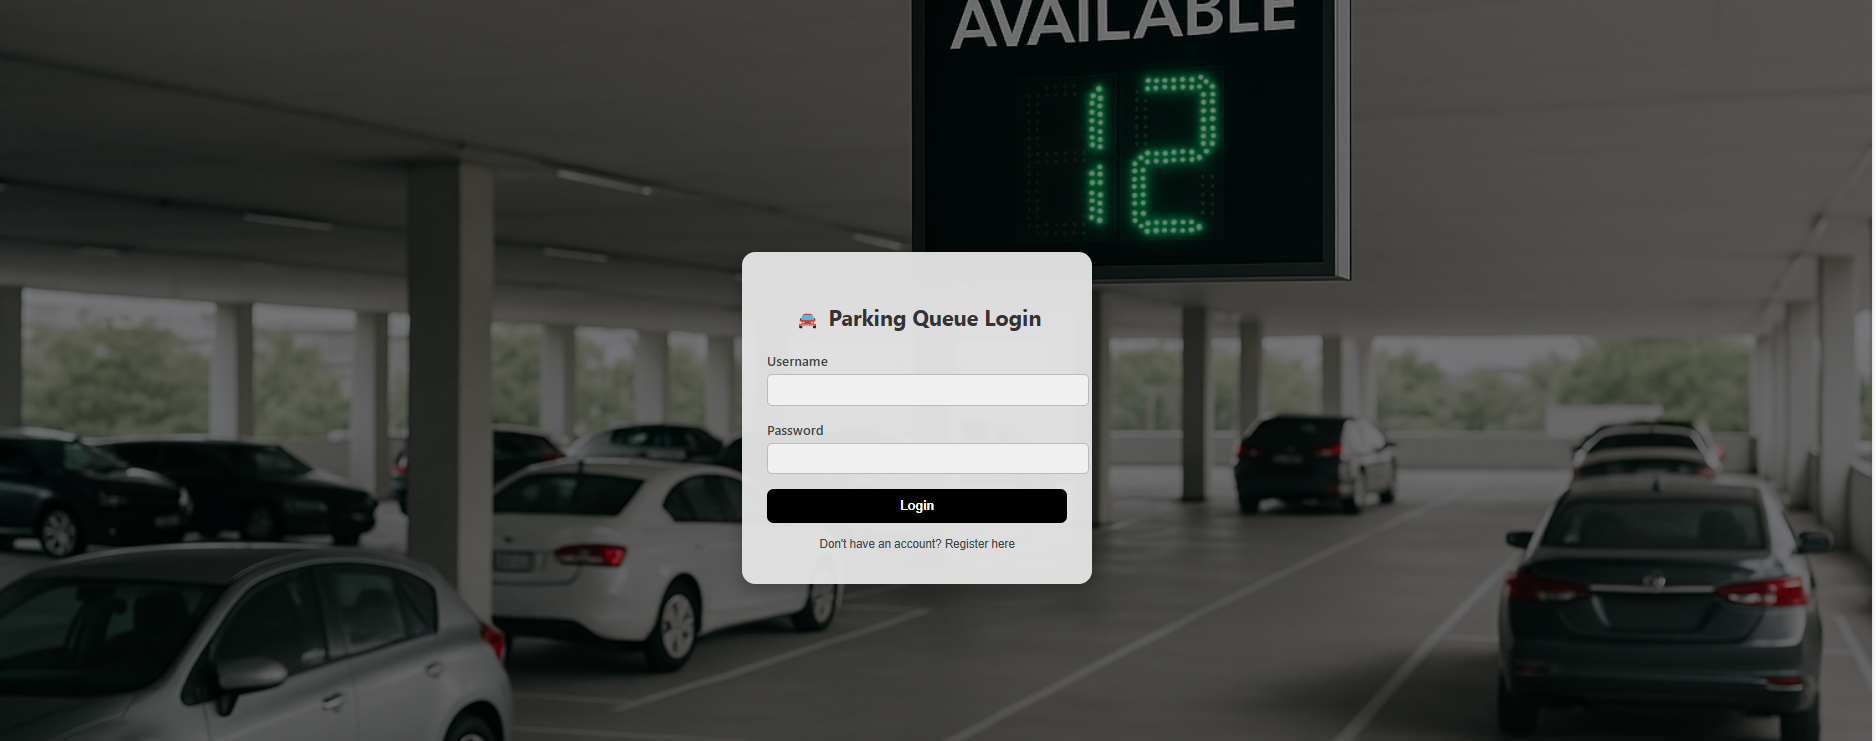 AVAILABLE
12
Parking Queue Login
Username
Password
Login
Don't have an account? Register here